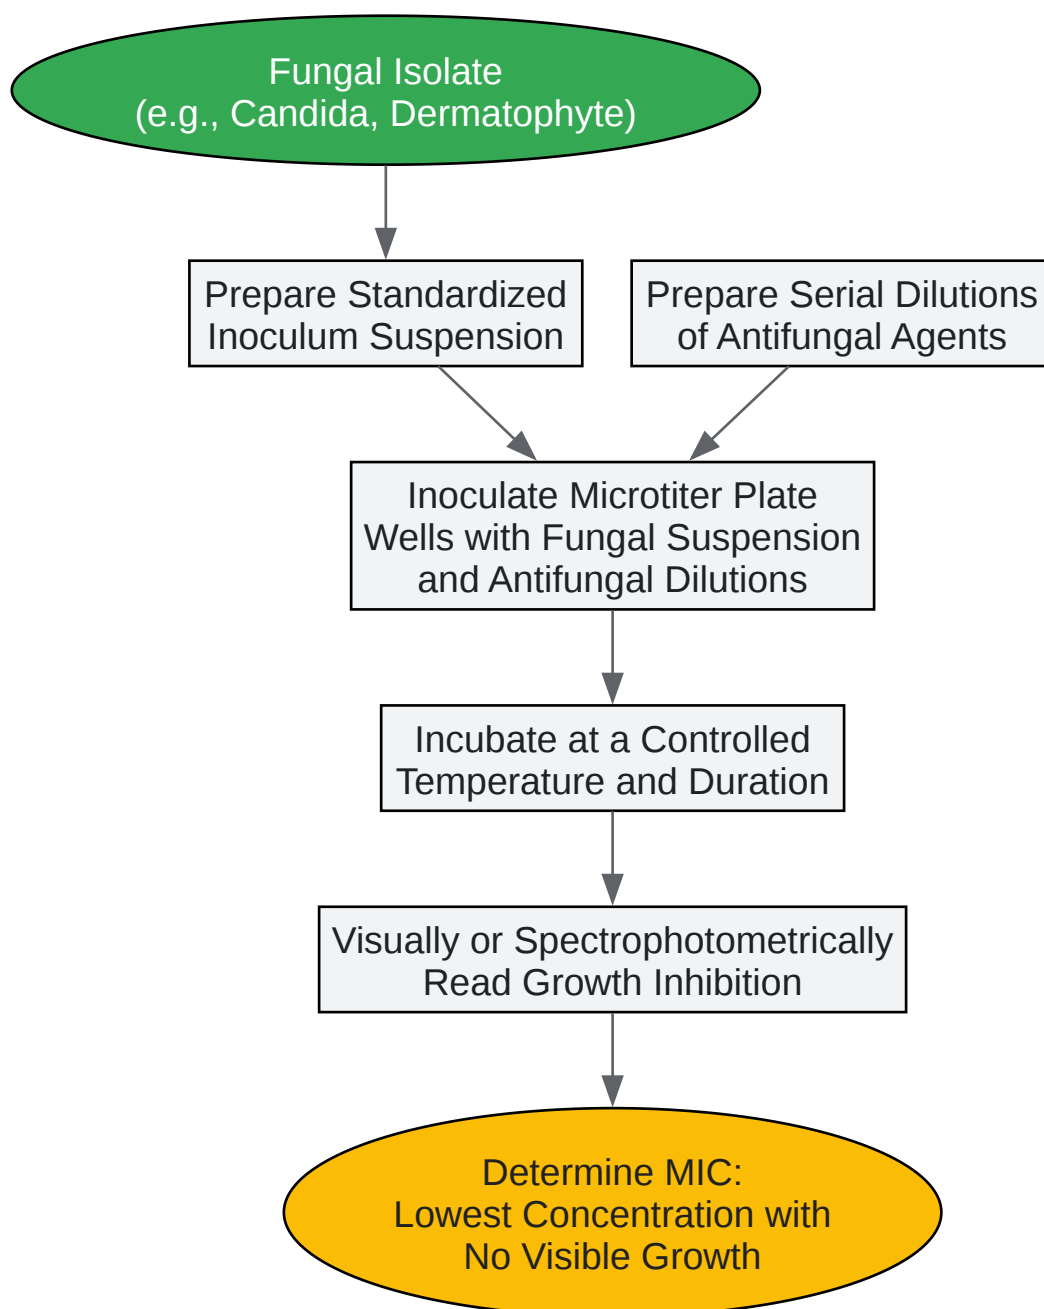 Fungal Isolate
(e.g., Candida, Dermatophyte)
Prepare Standardized
Inoculum Suspension
Prepare Serial Dilutions
of Antifungal Agents
Inoculate Microtiter Plate
Wells with Fungal Suspension
and Antifungal Dilutions
Incubate at a Controlled
Temperature and Duration
Visually or Spectrophotometrically
Read Growth Inhibition
Determine MIC:
Lowest Concentration with
No Visible Growth